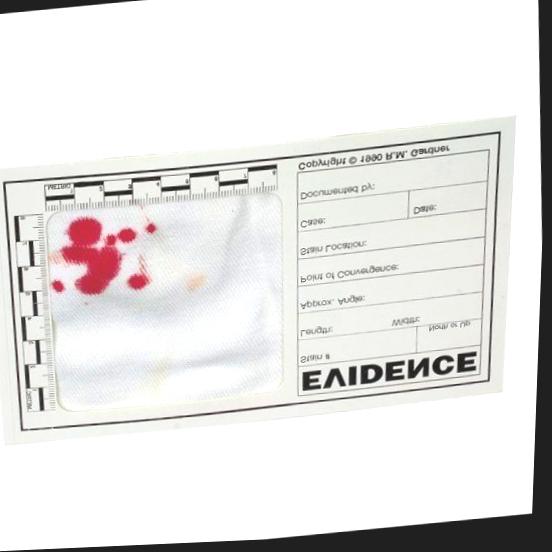 Copyright © 1990 R.M. Gardner
Documented by:
Case: Date:
Stain Location:
Point of Convergence:
Approx. Angle:
Length: Width: North or Up
Stain #
EVIDENCE
METRIC 1 2 3 4 5 6 7 8
METRIC